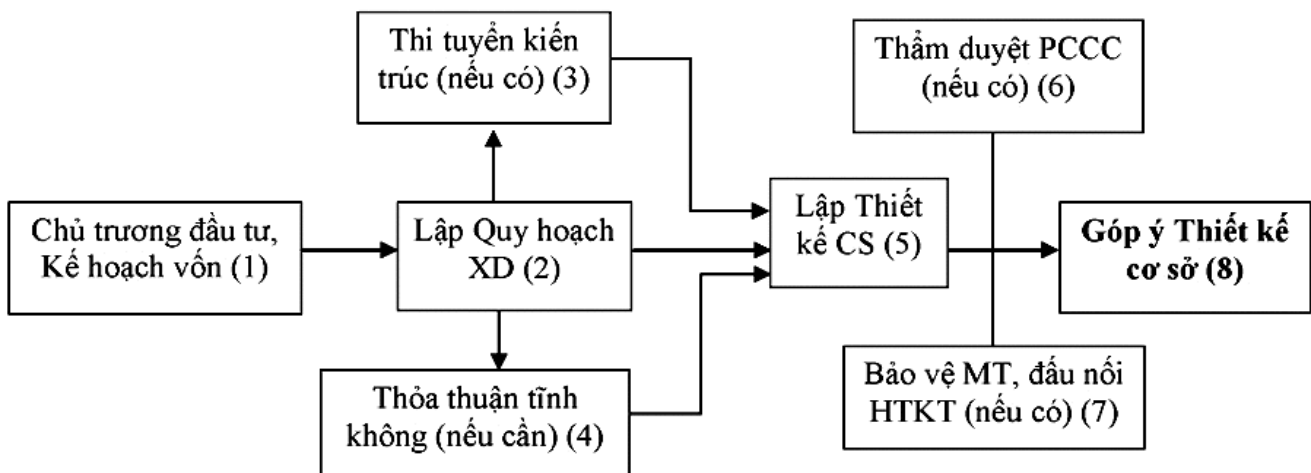 Thi tuyển kiến
trúc (nếu có) (3)
Thẩm duyệt PCCC
(nếu có) (6)
Chủ trương đầu tư,
Kế hoạch vốn (1)
Lập Quy hoạch
XD (2)
Lập Thiết
kế CS (5)
Góp ý Thiết kế
cơ sở (8)
Thỏa thuận tĩnh
không (nếu cần) (4)
Bảo vệ MT, đấu nối
HTKT (nếu có) (7)